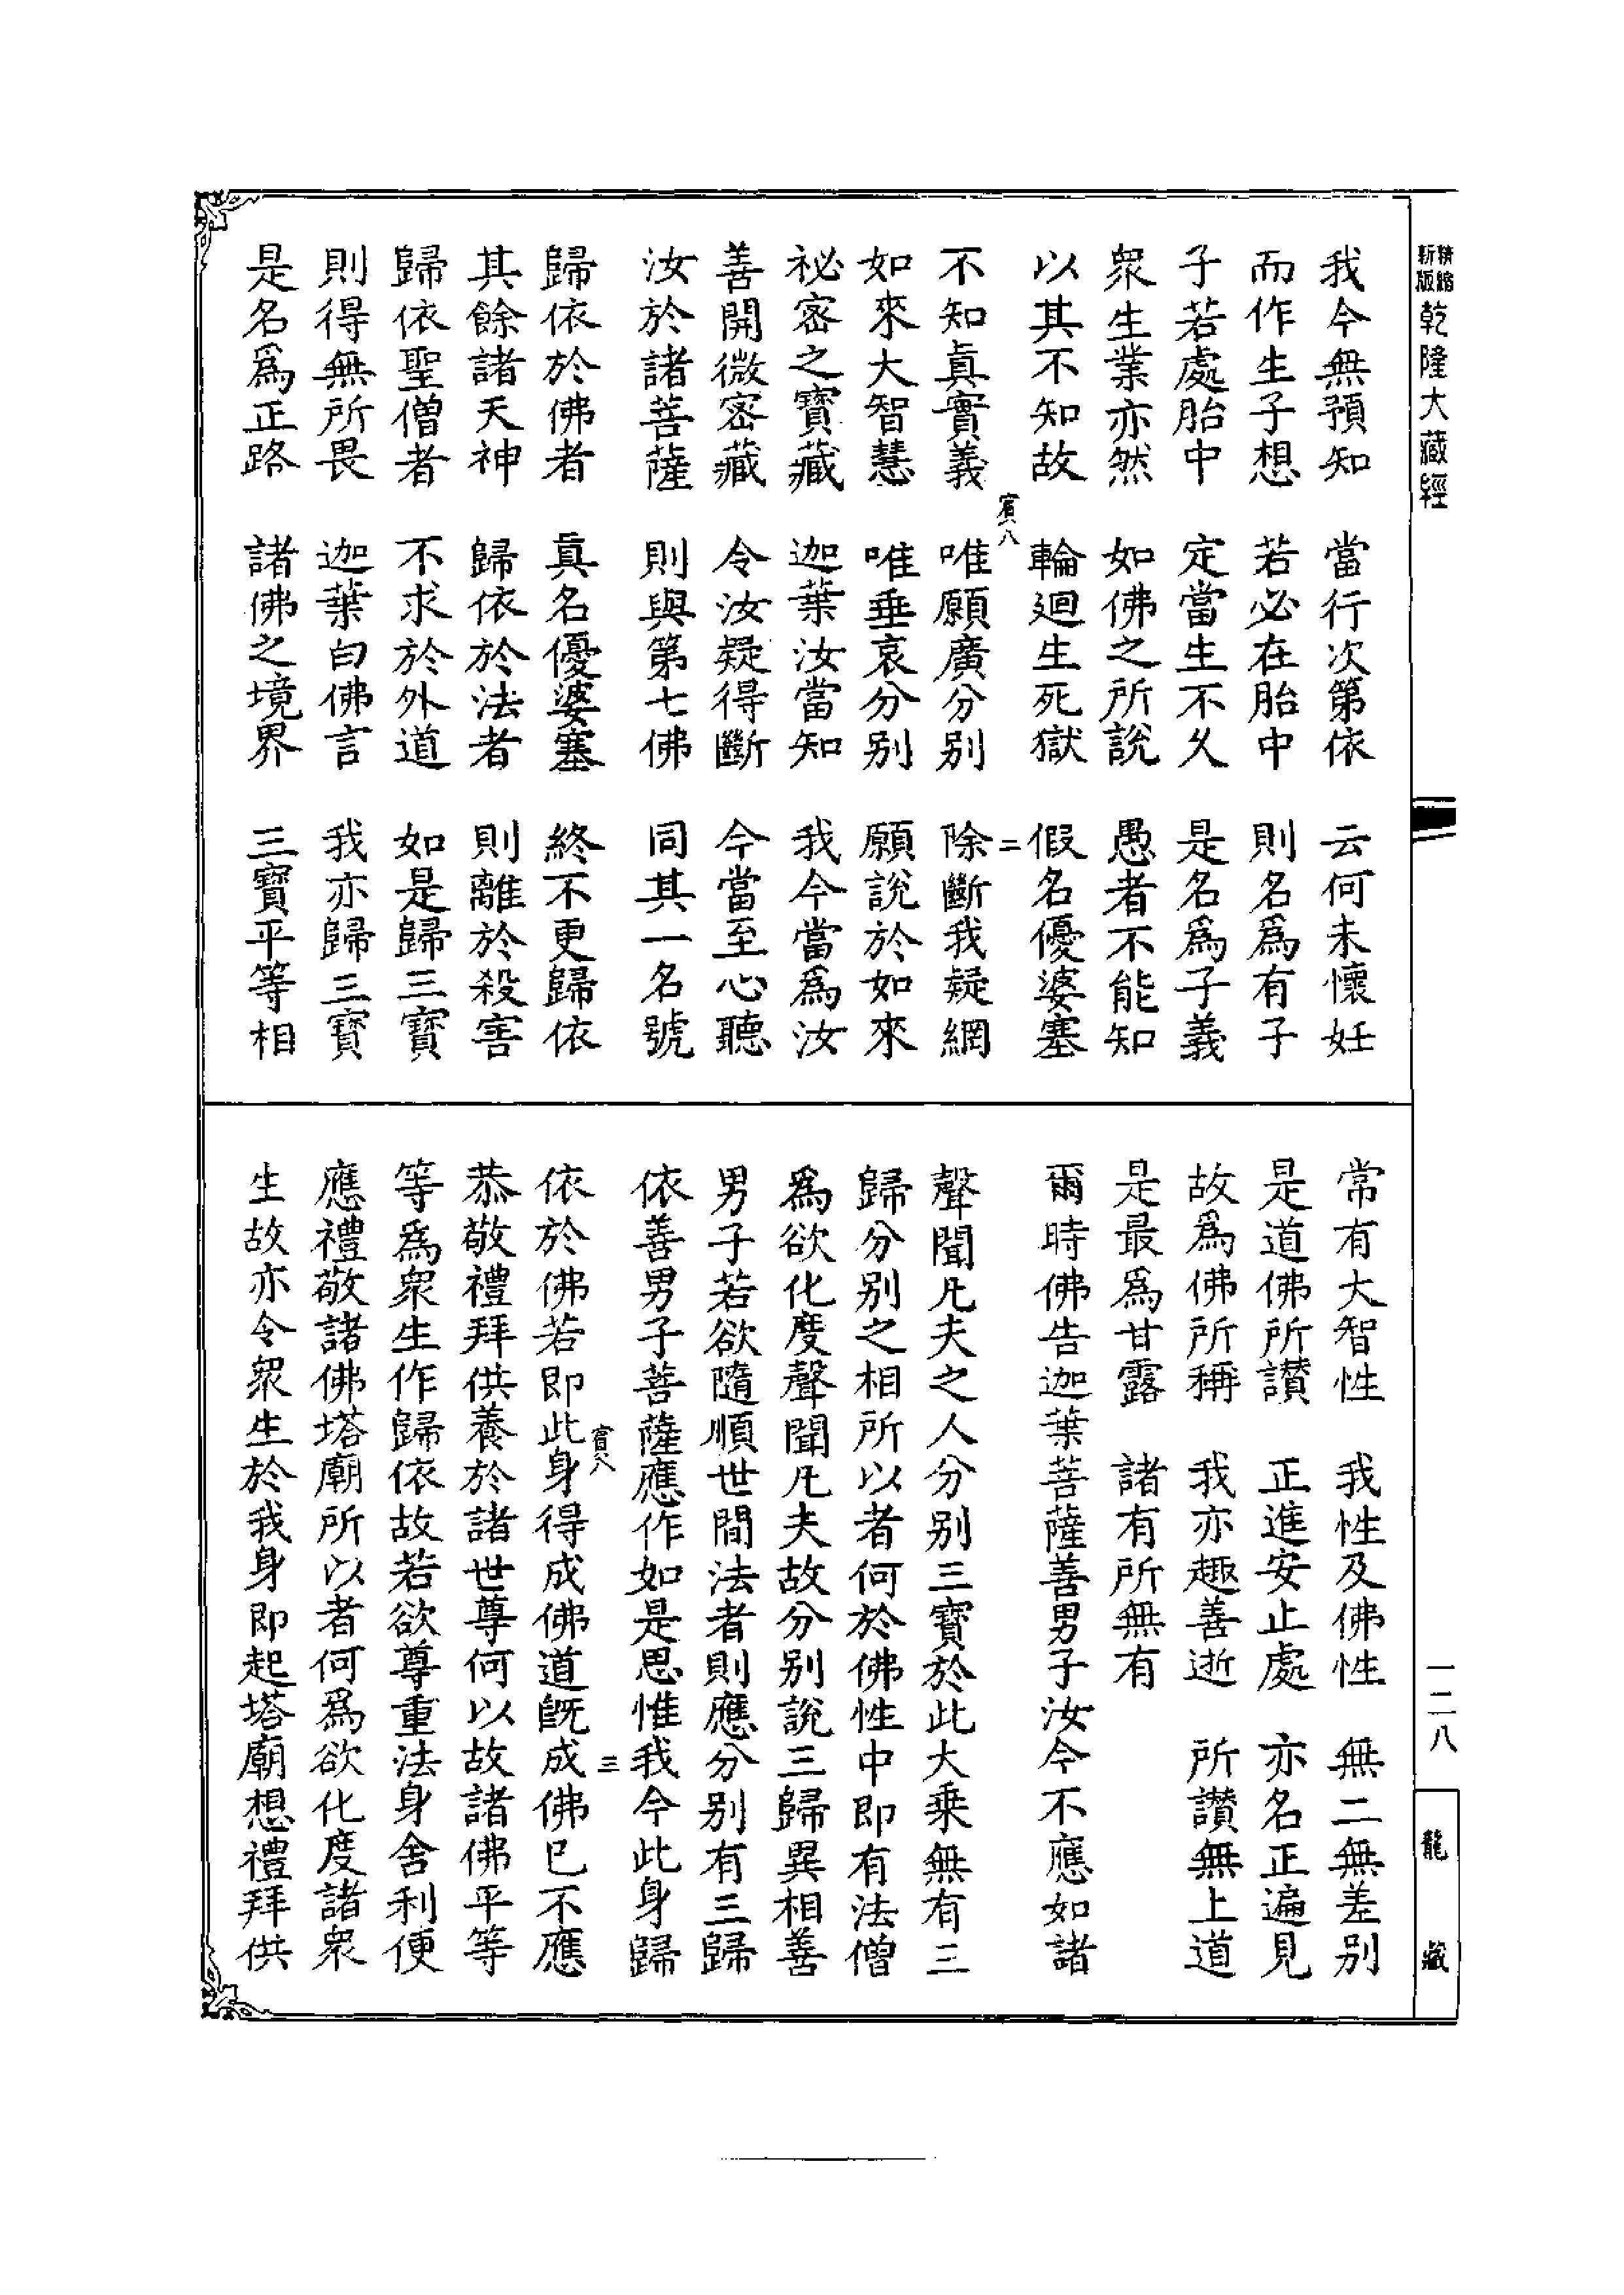 精縮新版乾隆大藏經
一二八
龍藏
我今無預知　當行次第依　云何未懷妊
而作生子想　若必在胎中　則名爲有子
子若處胎中　定當生不久　是名爲子義
衆生業亦然　如佛之所說　愚者不能知
以其不知故　輪迴生死獄　假名優婆塞
賓八　二
不知眞實義　唯願廣分別　除斷我疑網
如來大智慧　唯垂哀分別　願說於如來
祕密之寶藏　迦葉汝當知　我今當爲汝
善開微密藏　令汝疑得斷　今當至心聽
汝於諸菩薩　則與第七佛　同其一名號
歸依於佛者　眞名優婆塞　終不更歸依
其餘諸天神　歸依於法者　則離於殺害
歸依聖僧者　不求於外道　如是歸三寶
則得無所畏　迦葉白佛言　我亦歸三寶
是名爲正路　諸佛之境界　三寶平等相
常有大智性　我性及佛性　無二無差别
是道佛所讃　正進安止處　亦名正遍見
故爲佛所稱　我亦趣善逝　所讃無上道
是最爲甘露　諸有所無有
爾時佛告迦葉菩薩善男子汝今不應如諸
聲聞凡夫之人分别三寶於此大乗無有三
歸分别之相所以者何於佛性中即有法僧
爲欲化度聲聞凡夫故分别說三歸異相善
男子若欲隨順世間法者則應分别有三歸
依善男子菩薩應作如是思惟我今此身歸
賓八　三
依於佛若即此身得成佛道既成佛已不應
恭敬禮拜供養於諸世尊何以故諸佛平等
等爲衆生作歸依故若欲尊重法身舍利便
應禮敬諸佛塔廟所以者何爲欲化度諸衆
生故亦令衆生於我身即起塔廟想禮拜供